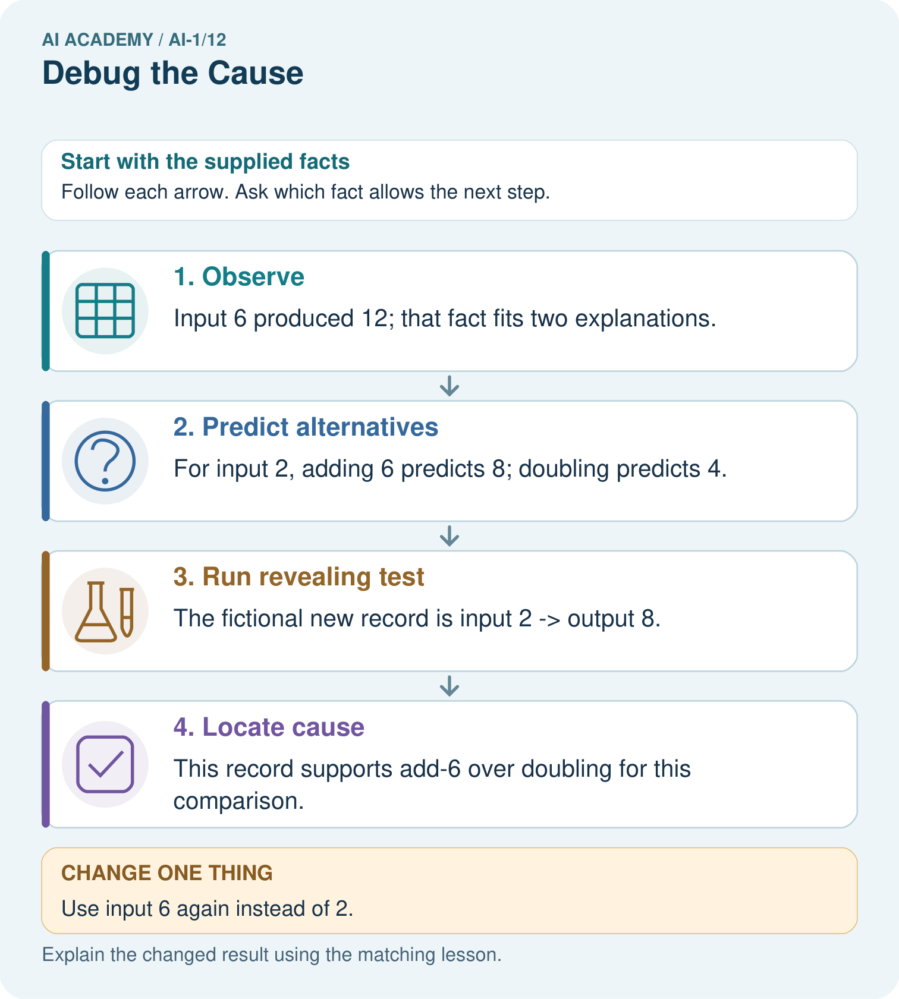 AI ACADEMY / AI-1/12
Debug the Cause
Start with the supplied facts
Follow each arrow. Ask which fact allows the next step.
1. Observe
Input 6 produced 12; that fact fits two explanations.
2. Predict alternatives
For input 2, adding 6 predicts 8; doubling predicts 4.
3. Run revealing test
The fictional new record is input 2 -> output 8.
4. Locate cause
This record supports add-6 over doubling for this
comparison.
CHANGE ONE THING
Use input 6 again instead of 2.
Explain the changed result using the matching lesson.